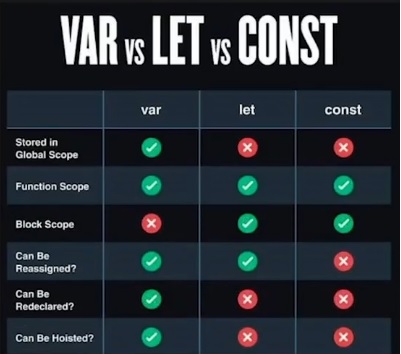 VAR vs LET vs CONST
var let const
Stored in
Global Scope
Function Scope
Block Scope
Can Be
Reassigned?
Can Be
Redeclared?
Can Be Hoisted?